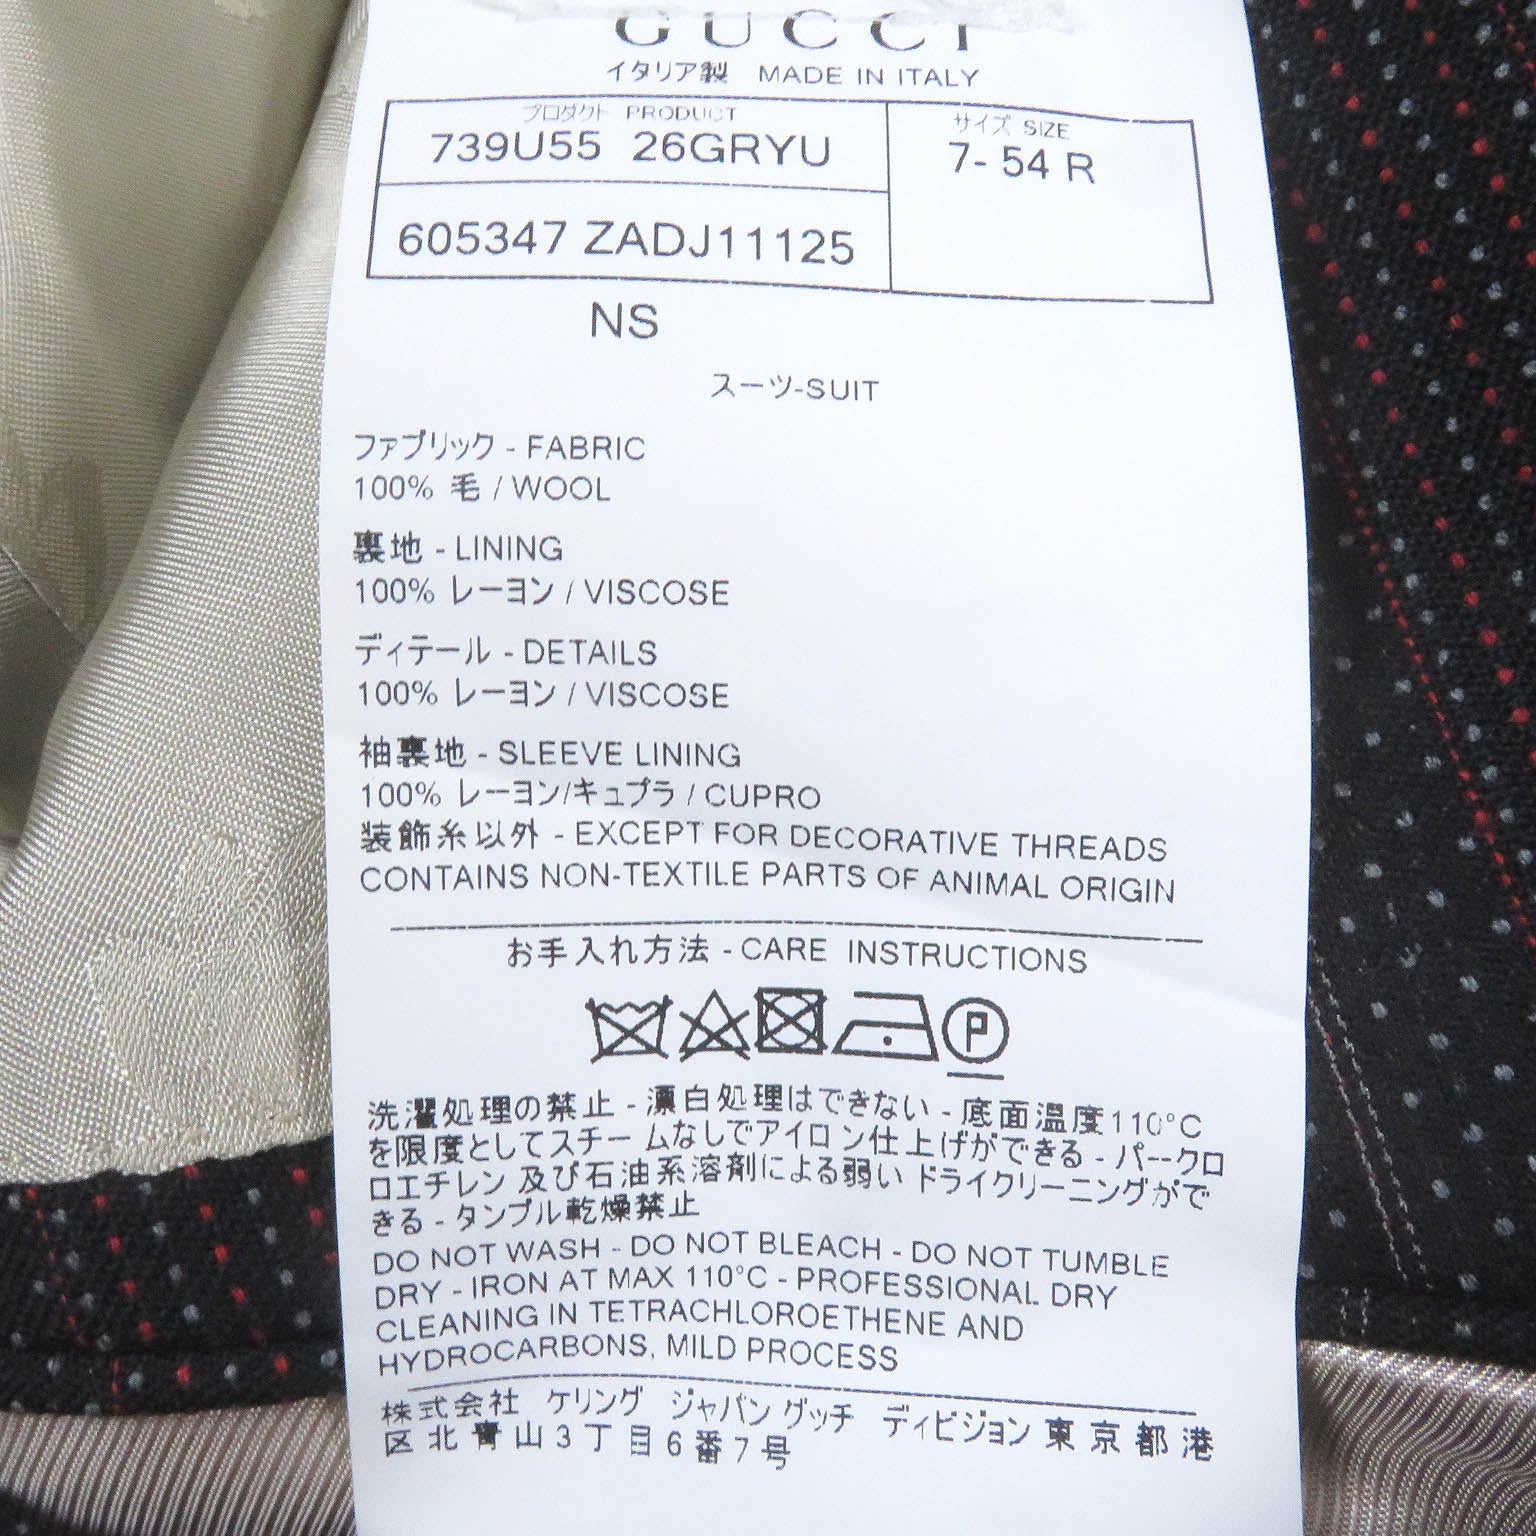 GUCCI
イタリア製 MADE IN ITALY
プロダクト PRODUCT
739U55 26GRYU
サイズ SIZE
7- 54 R
605347 ZADJ11125
NS
スーツ-SUIT
ファブリック - FABRIC
100% 毛 / WOOL
裏地 - LINING
100% レーヨン / VISCOSE
ディテール - DETAILS
100% レーヨン / VISCOSE
袖裏地 - SLEEVE LINING
100% レーヨン/キュプラ / CUPRO
装飾糸以外 - EXCEPT FOR DECORATIVE THREADS
CONTAINS NON-TEXTILE PARTS OF ANIMAL ORIGIN
お手入れ方法 - CARE INSTRUCTIONS
P
洗濯処理の禁止 - 漂白処理はできない - 底面温度110°C
を限度としてスチームなしでアイロン仕上げができる - パークロ
ロエチレン 及び石油系溶剤による弱い ドライクリーニングがで
きる - タンブル乾燥禁止
DO NOT WASH - DO NOT BLEACH - DO NOT TUMBLE
DRY - IRON AT MAX 110°C - PROFESSIONAL DRY
CLEANING IN TETRACHLOROETHENE AND
HYDROCARBONS, MILD PROCESS
株式会社 ケリング ジャパン グッチ ディビジョン 東京都港
区北青山3丁目6番7号